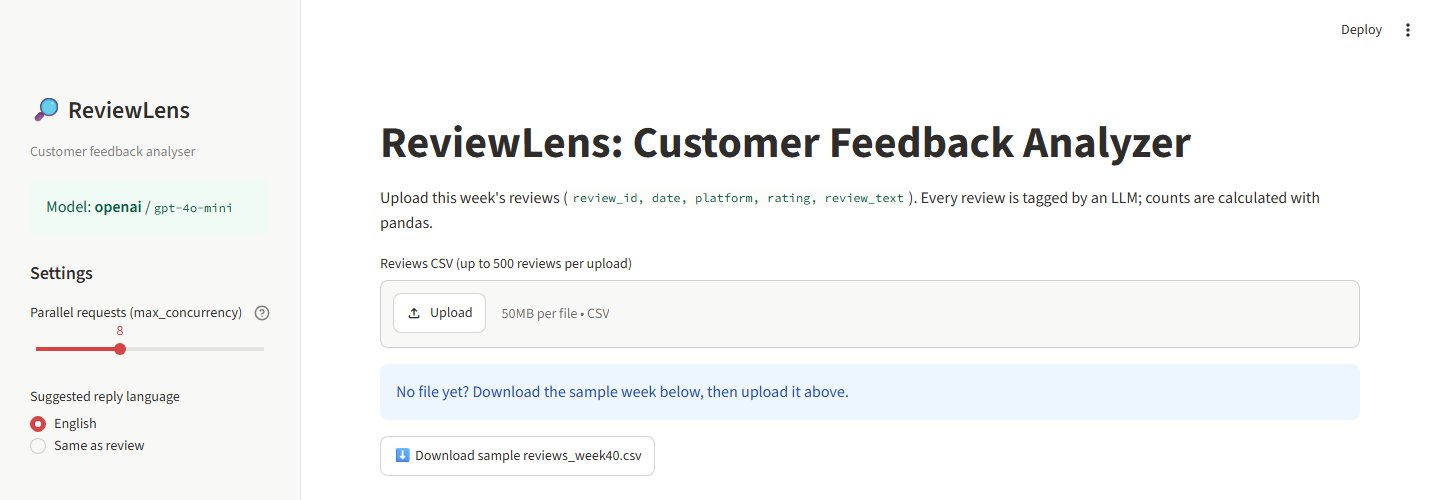 Deploy
ReviewLens
Customer feedback analyser
Model: openai / gpt-4o-mini
Settings
Parallel requests (max_concurrency)
8
Suggested reply language
English
Same as review
ReviewLens: Customer Feedback Analyzer
Upload this week's reviews ( review_id, date, platform, rating, review_text ). Every review is tagged by an LLM; counts are calculated with
pandas.
Reviews CSV (up to 500 reviews per upload)
Upload
50MB per file • CSV
No file yet? Download the sample week below, then upload it above.
Download sample reviews_week40.csv